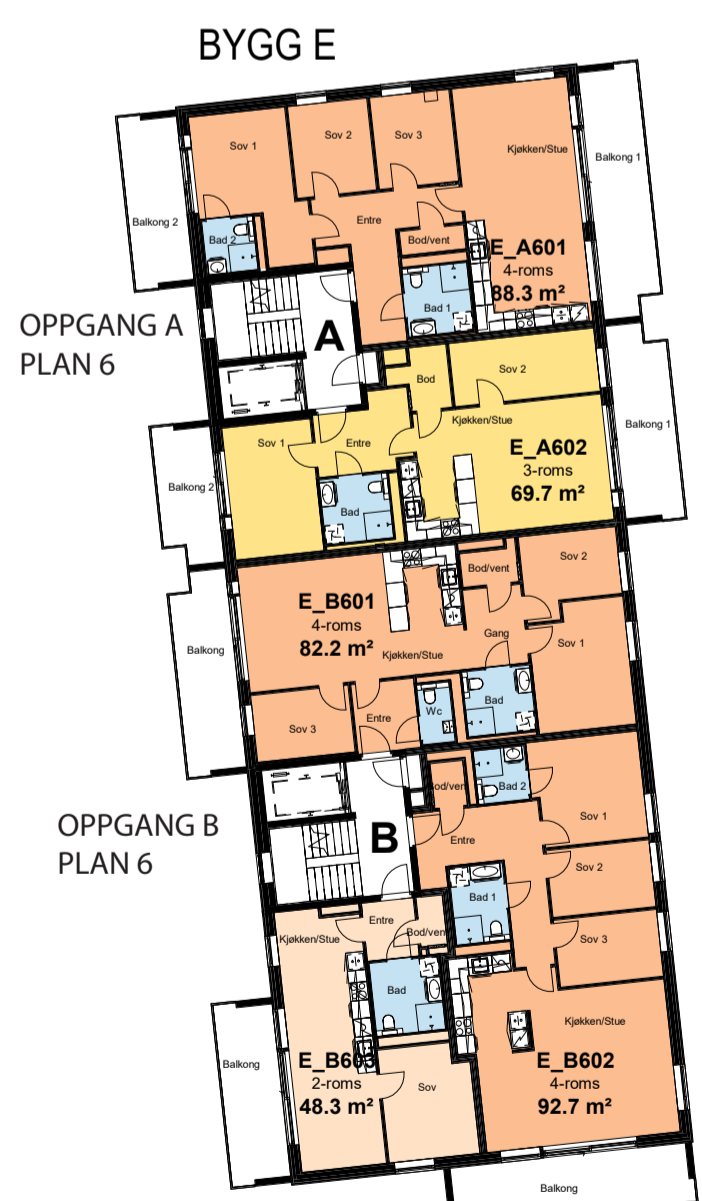 BYGG E
Sov 1
Sov 2
Sov 3
Kjøkken/Stue
Balkong 1
Balkong 2
Entre
Bad 2
Bod/vent
E_A601
4-roms
88.3 m²
Bad 1
OPPGANG A
PLAN 6
A
Bod
Sov 2
Kjøkken/Stue
Balkong 1
Sov 1
Entre
E_A602
3-roms
69.7 m²
Balkong 2
Bad
Bod/vent
Sov 2
E_B601
4-roms
82.2 m²
Gang
Sov 1
Balkong
Kjøkken/Stue
Bad
Wc
Entre
Sov 3
OPPGANG B
PLAN 6
B
Bod/vent
Bad 2
Sov 1
Entre
Sov 2
Bad 1
Sov 3
Entre
Bod/vent
Kjøkken/Stue
Bad
Kjøkken/Stue
Balkong
E_B603
2-roms
48.3 m²
Sov
E_B602
4-roms
92.7 m²
Balkong